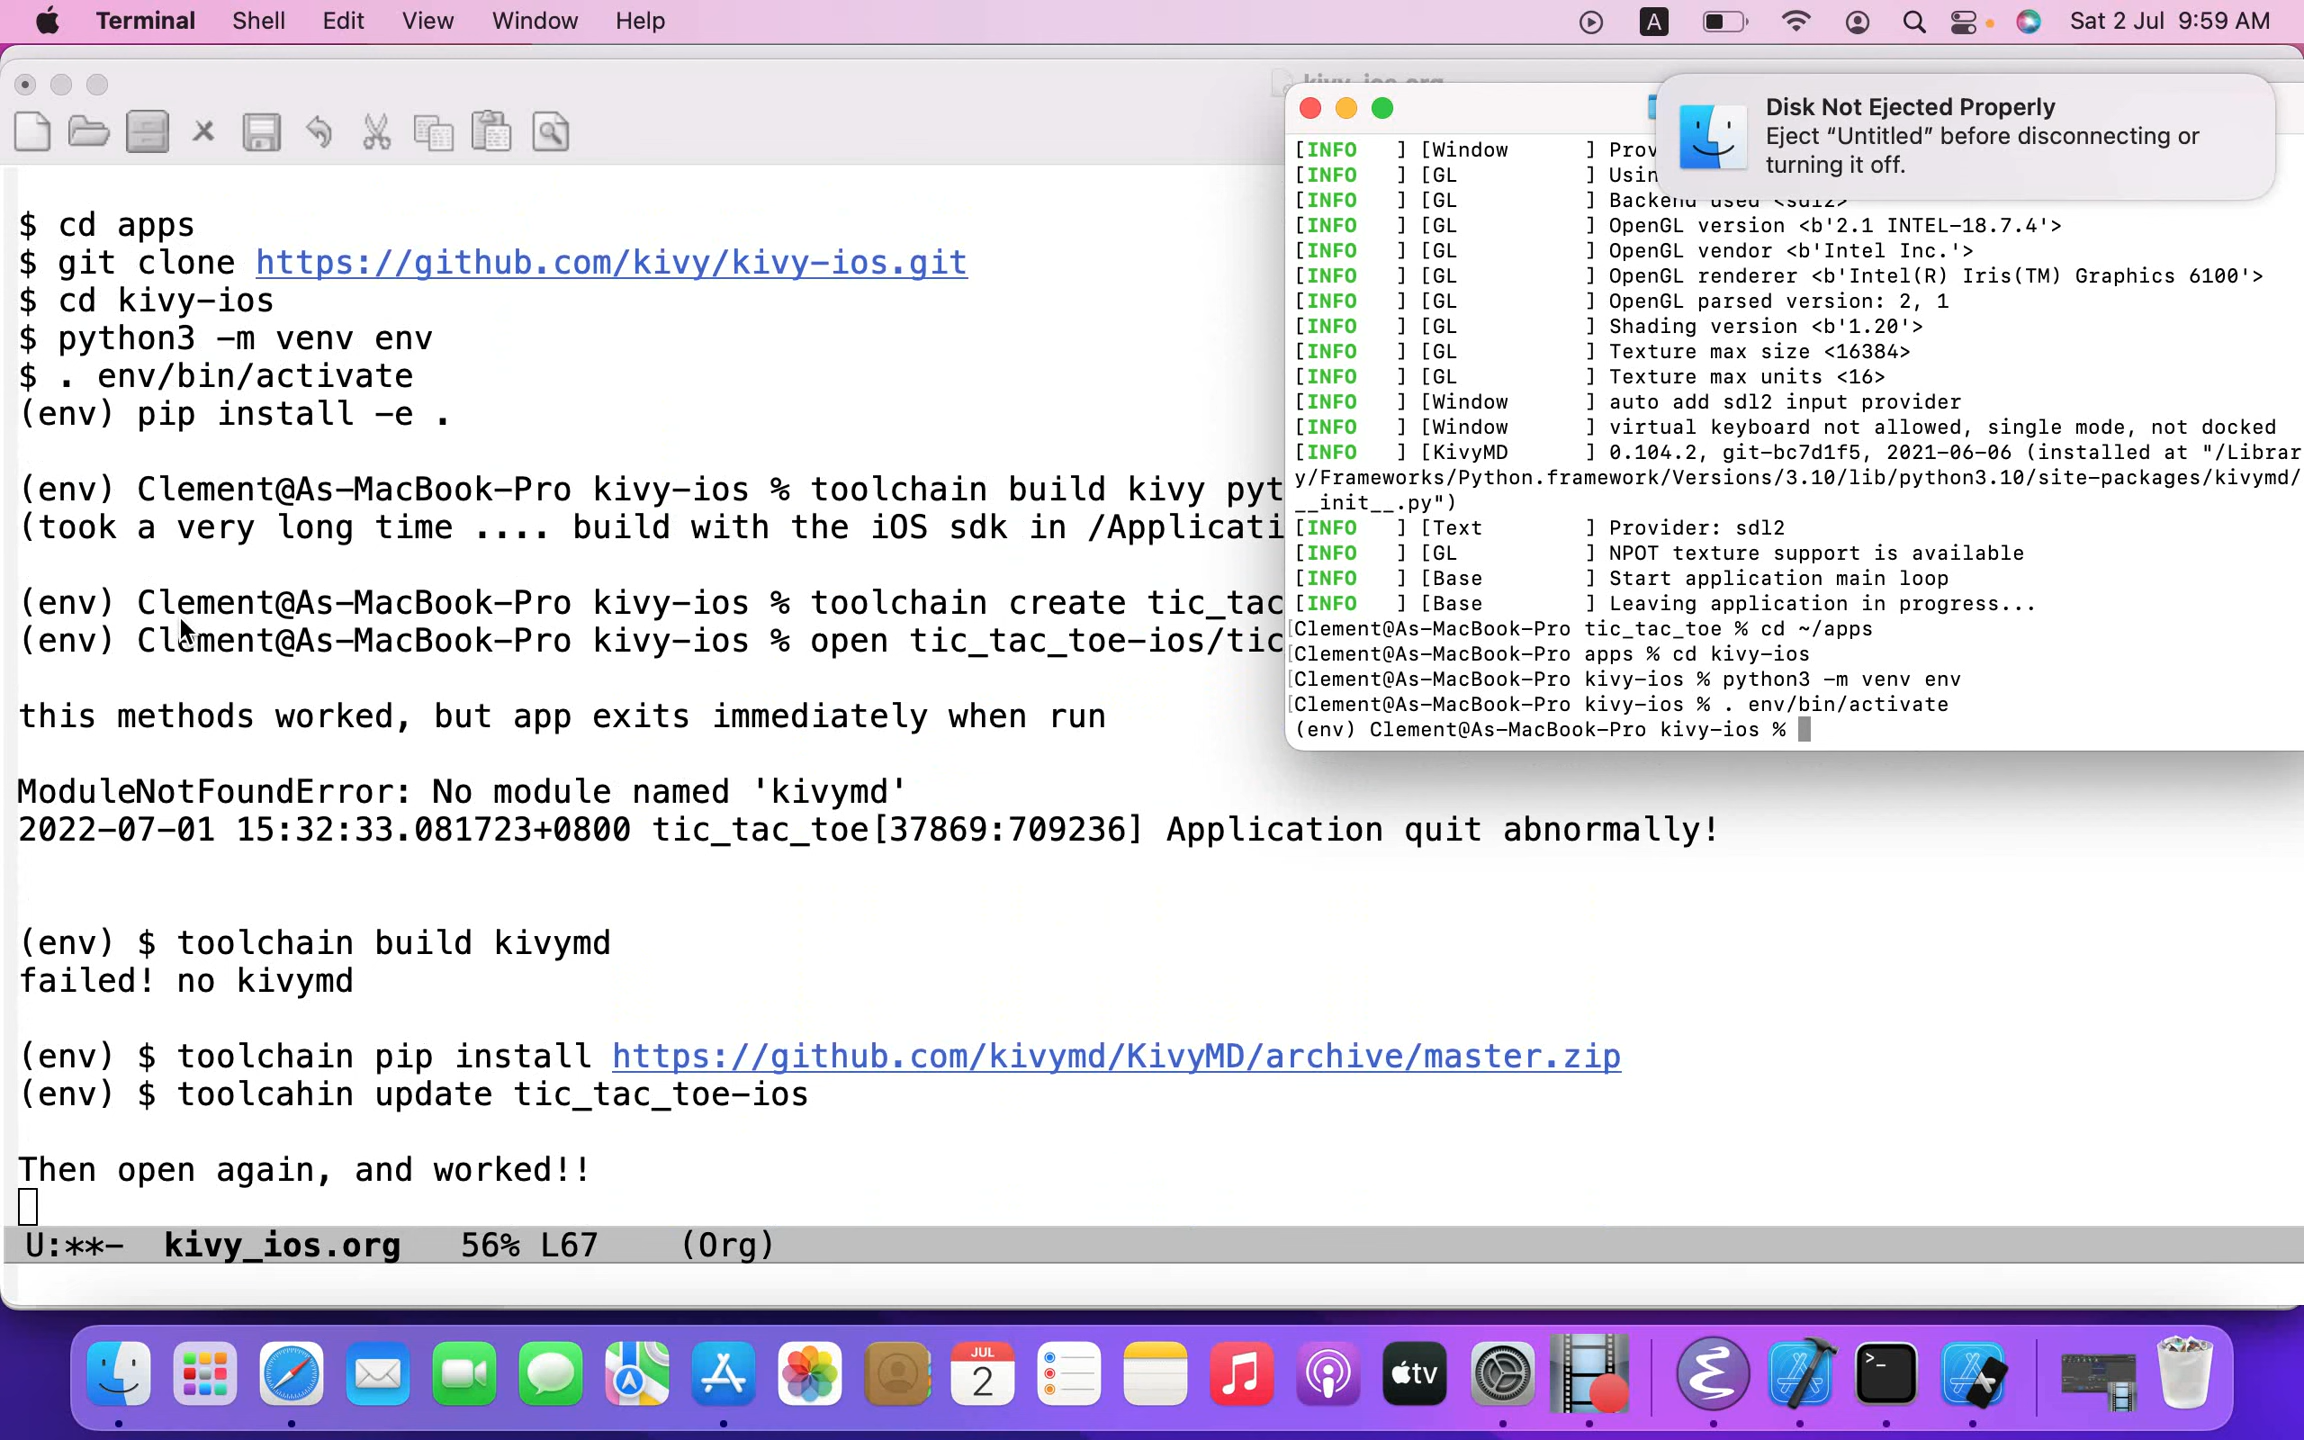 Terminal Shell Edit View Window Help
A
Sat 2 Jul 9:59 AM
$ cd apps
$ git clone https://github.com/kivy/kivy-ios.git
$ cd kivy-ios
$ python3 -m venv env
$ . env/bin/activate
(env) pip install -e .
(env) Clement@As-MacBook-Pro kivy-ios % toolchain build kivy pyt
(took a very long time .... build with the iOS sdk in /Applicati
(env) Clement@As-MacBook-Pro kivy-ios % toolchain create tic_tac
(env) Clement@As-MacBook-Pro kivy-ios % open tic_tac_toe-ios/tic
this methods worked, but app exits immediately when run
ModuleNotFoundError: No module named 'kivymd'
2022-07-01 15:32:33.081723+0800 tic_tac_toe[37869:709236] Application quit abnormally!
(env) $ toolchain build kivymd
failed! no kivymd
(env) $ toolchain pip install https://github.com/kivymd/KivyMD/archive/master.zip
(env) $ toolcahin update tic_tac_toe-ios
Then open again, and worked!!
U:**- kivy_ios.org 56% L67 (Org)
kivy_ios.org
Disk Not Ejected Properly
Eject “Untitled” before disconnecting or
turning it off.
[INFO ] [Window ] Prov
[INFO ] [GL ] Usin
[INFO ] [GL ] Backend used <sdl2>
[INFO ] [GL ] OpenGL version <b'2.1 INTEL-18.7.4'>
[INFO ] [GL ] OpenGL vendor <b'Intel Inc.'>
[INFO ] [GL ] OpenGL renderer <b'Intel(R) Iris(TM) Graphics 6100'>
[INFO ] [GL ] OpenGL parsed version: 2, 1
[INFO ] [GL ] Shading version <b'1.20'>
[INFO ] [GL ] Texture max size <16384>
[INFO ] [GL ] Texture max units <16>
[INFO ] [Window ] auto add sdl2 input provider
[INFO ] [Window ] virtual keyboard not allowed, single mode, not docked
[INFO ] [KivyMD ] 0.104.2, git-bc7d1f5, 2021-06-06 (installed at "/Librar
y/Frameworks/Python.framework/Versions/3.10/lib/python3.10/site-packages/kivymd/
__init__.py")
[INFO ] [Text ] Provider: sdl2
[INFO ] [GL ] NPOT texture support is available
[INFO ] [Base ] Start application main loop
[INFO ] [Base ] Leaving application in progress...
[Clement@As-MacBook-Pro tic_tac_toe % cd ~/apps
[Clement@As-MacBook-Pro apps % cd kivy-ios
[Clement@As-MacBook-Pro kivy-ios % python3 -m venv env
[Clement@As-MacBook-Pro kivy-ios % . env/bin/activate
(env) Clement@As-MacBook-Pro kivy-ios %
JUL
2
tv
>_